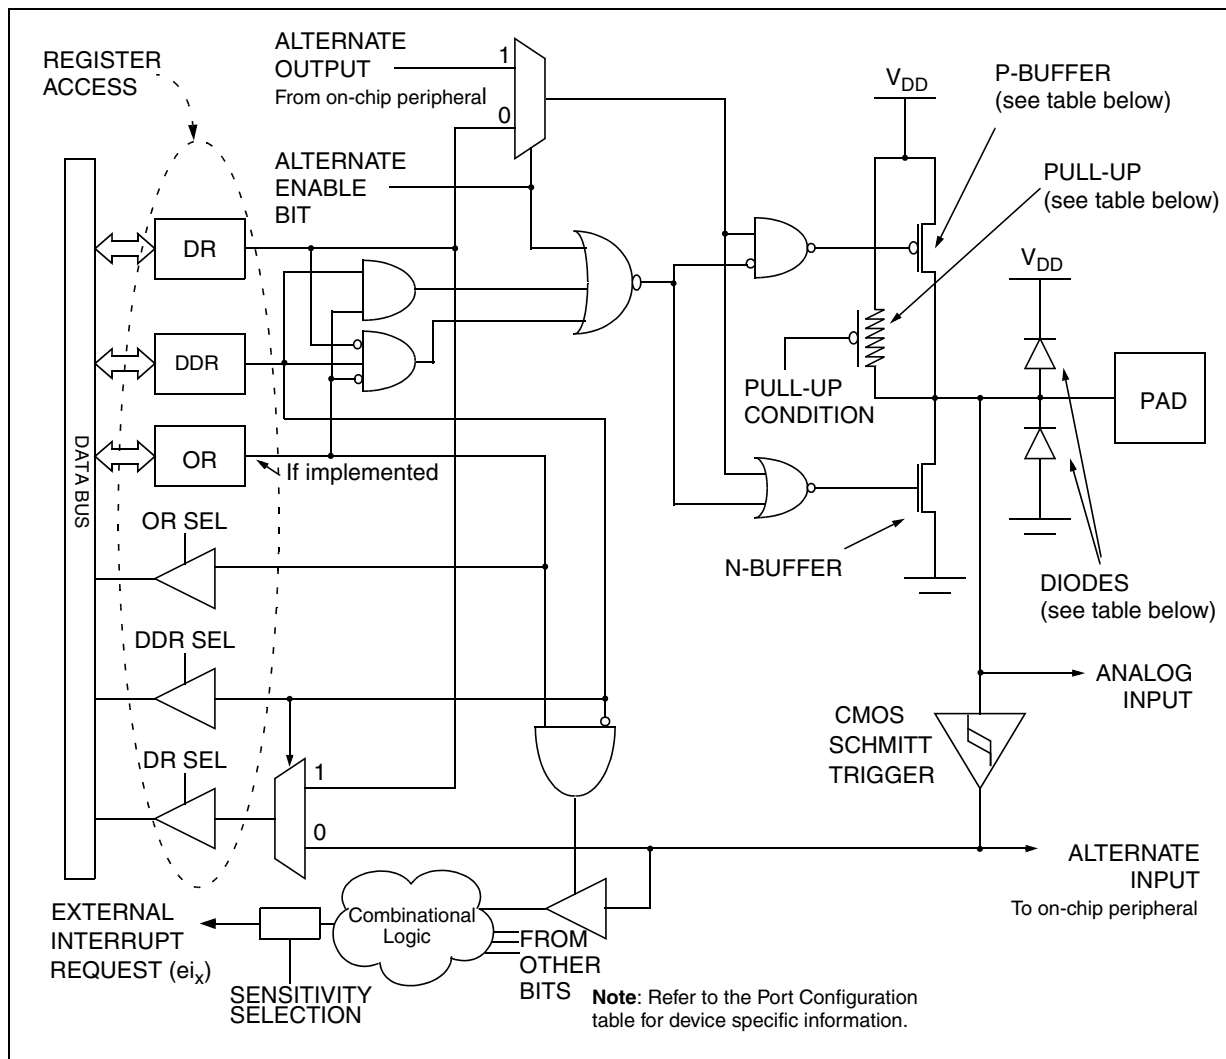 REGISTER
ACCESS
ALTERNATE
OUTPUT
From on-chip peripheral
1
0
ALTERNATE
ENABLE
BIT
VDD
P-BUFFER
(see table below)
PULL-UP
(see table below)
VDD
DR
DDR
OR
If implemented
DATA BUS
PULL-UP
CONDITION
PAD
OR SEL
DDR SEL
DR SEL
N-BUFFER
DIODES
(see table below)
ANALOG
INPUT
CMOS
SCHMITT
TRIGGER
1
0
ALTERNATE
INPUT
To on-chip peripheral
EXTERNAL
INTERRUPT
REQUEST (eix)
Combinational
Logic
SENSITIVITY
SELECTION
FROM
OTHER
BITS
Note: Refer to the Port Configuration
table for device specific information.